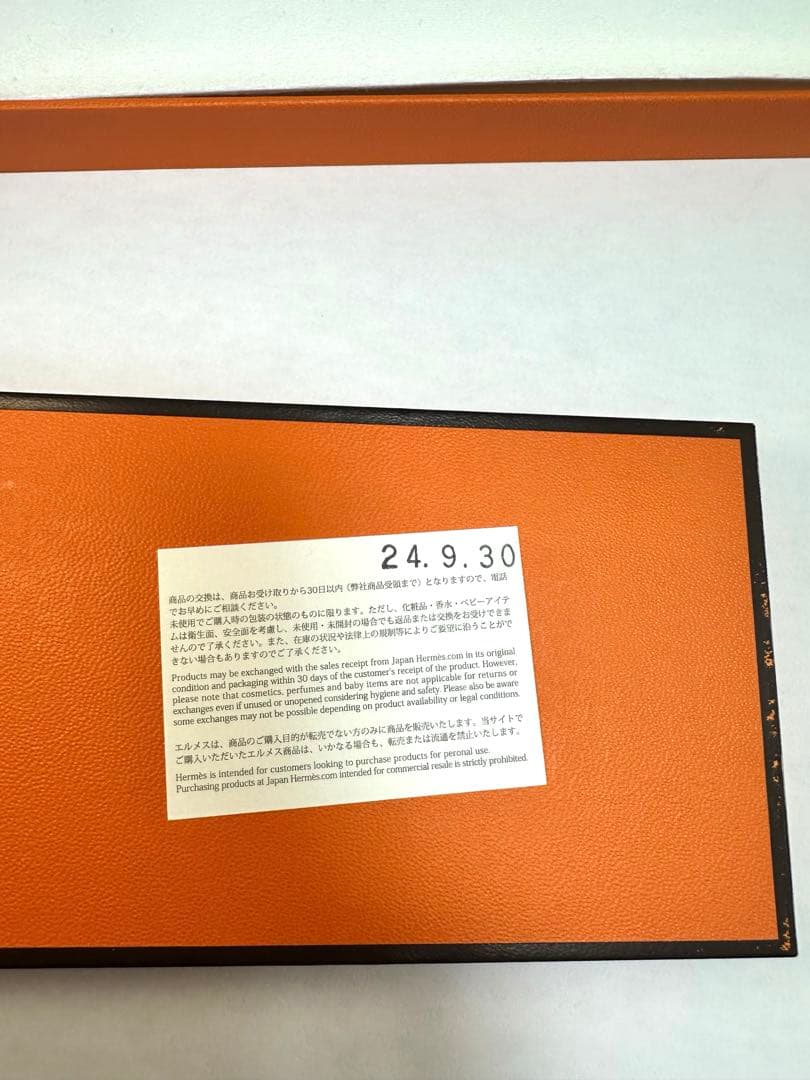 24.9.30
商品の交換は、商品お受け取りから30日以内（弊社商品受領まで）となりますので、電話
でお早めにご相談ください。
未使用でご購入時の包装の状態のものに限ります。ただし、化粧品・香水・ベビーアイテ
ムは衛生面、安全面を考慮し、未使用・未開封の場合でも返品または交換をお受けできま
せんので了承ください。また、在庫の状況や法律上の規制等によりご要望に沿うことがで
きない場合もありますのでご了承ください。
Products may be exchanged with the sales receipt from Japan Hermès.com in its original
condition and packaging within 30 days of the customer's receipt of the product. However,
please note that cosmetics, perfumes and baby items are not applicable for returns or
exchanges even if unused or unopened considering hygiene and safety. Please also be aware
some exchanges may not be possible depending on product availability or legal conditions.
エルメスは、商品のご購入目的が転売でない方のみに商品を販売いたします。当サイトで
ご購入いただいたエルメス商品は、いかなる場合も、転売または流通を禁止いたします。
Hermès is intended for customers looking to purchase products for peronal use.
Purchasing products at Japan Hermès.com intended for commercial resale is strictly prohibited.